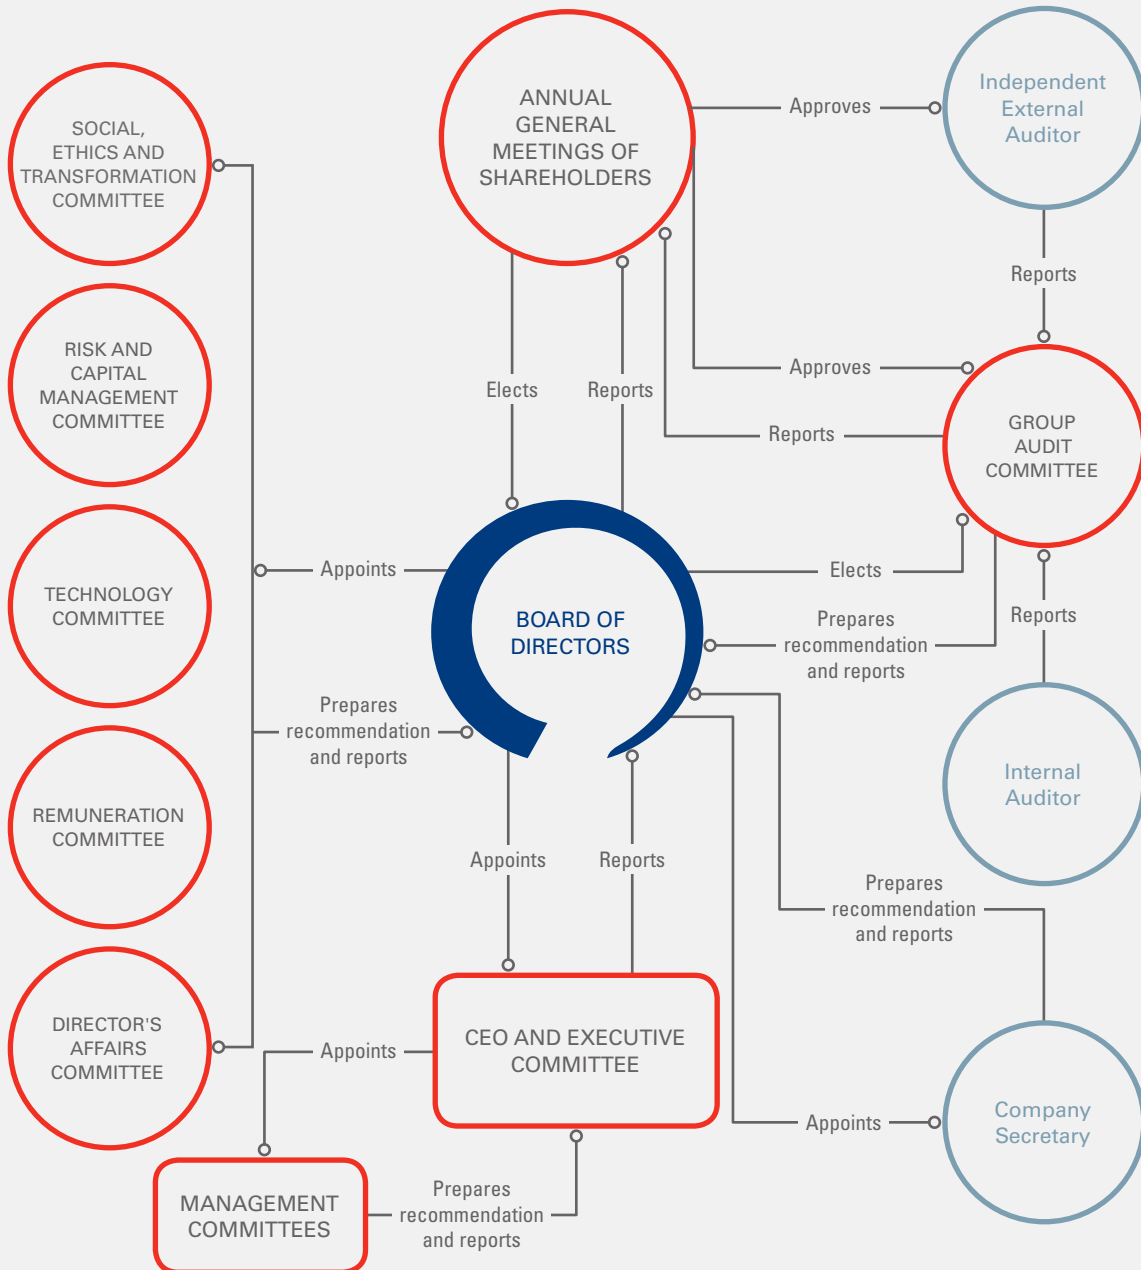 ANNUAL
GENERAL
MEETINGS OF
SHAREHOLDERS
Approves
Independent
External
Auditor
SOCIAL,
ETHICS AND
TRANSFORMATION
COMMITTEE
Reports
RISK AND
CAPITAL
MANAGEMENT
COMMITTEE
Elects
Reports
Approves
Reports
GROUP
AUDIT
COMMITTEE
TECHNOLOGY
COMMITTEE
Appoints
BOARD OF
DIRECTORS
Elects
Prepares
recommendation
and reports
Reports
Prepares
recommendation
and reports
Internal
Auditor
REMUNERATION
COMMITTEE
Appoints
Reports
Prepares
recommendation
and reports
DIRECTOR'S
AFFAIRS
COMMITTEE
Appoints
CEO AND EXECUTIVE
COMMITTEE
Appoints
Company
Secretary
MANAGEMENT
COMMITTEES
Prepares
recommendation
and reports